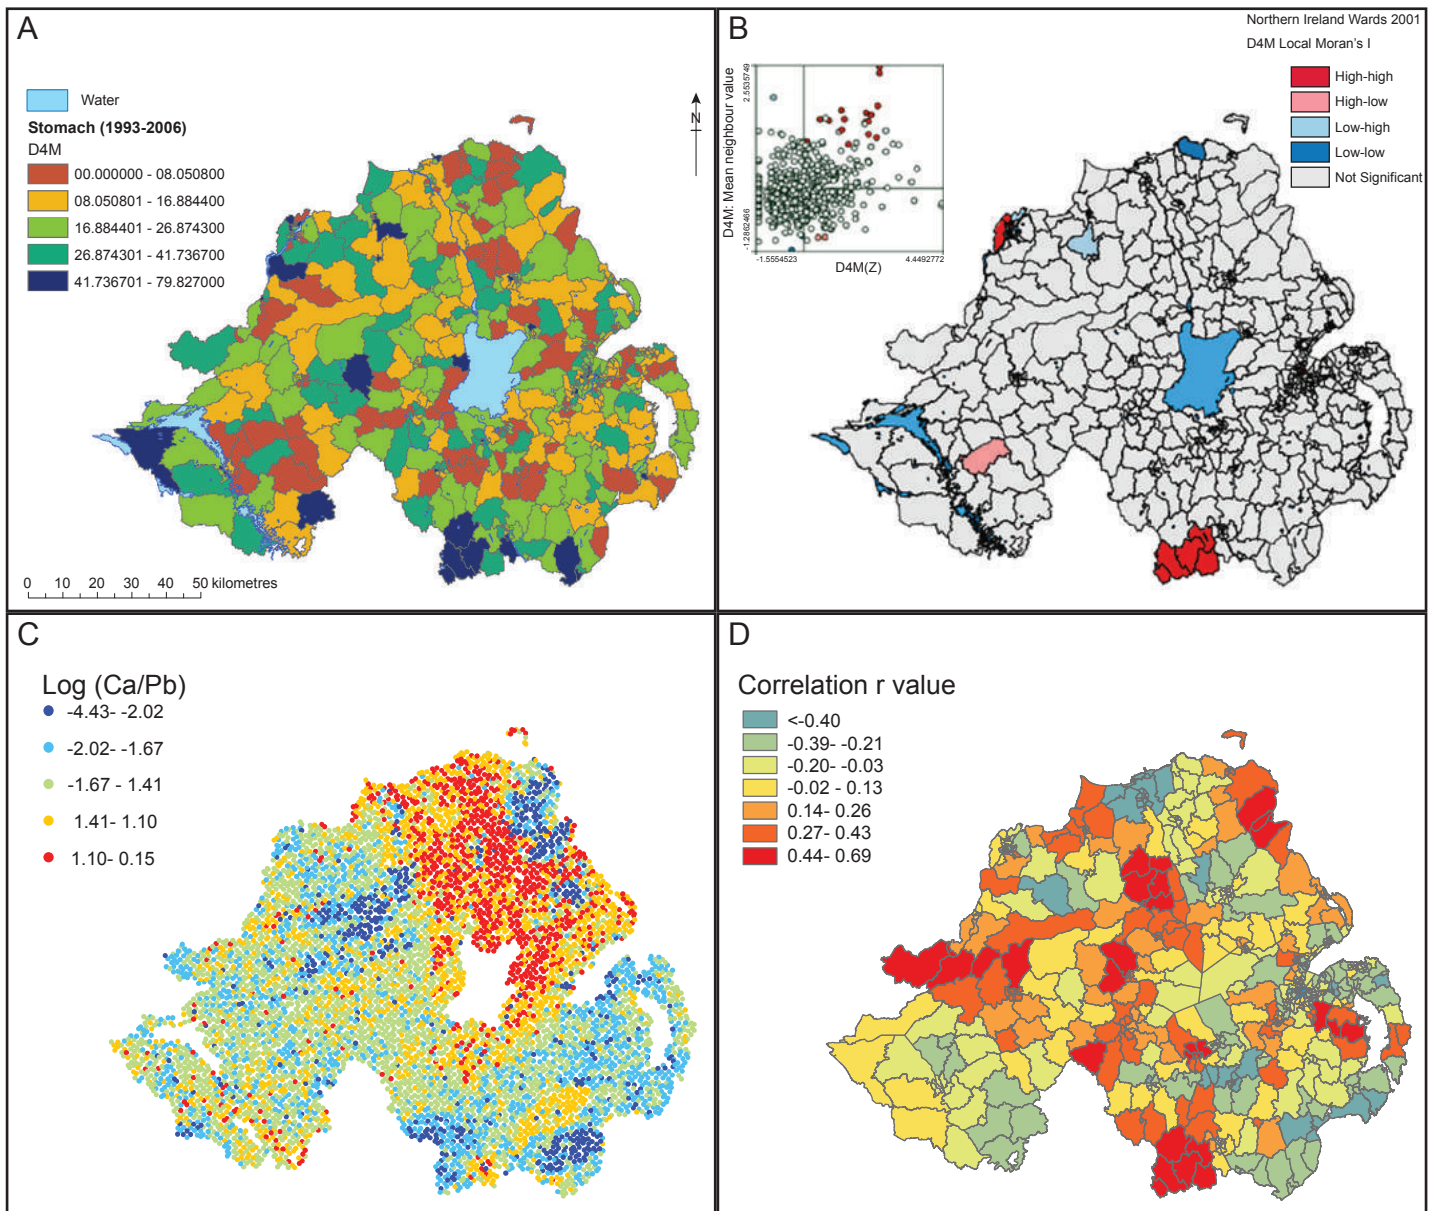 A
Water
Stomach (1993-2006)
D4M
00.000000 - 08.050800
08.050801 - 16.884400
16.884401 - 26.874300
26.874301 - 41.736700
41.736701 - 79.827000
N
0 10 20 30 40 50 kilometres
B
Northern Ireland Wards 2001
D4M Local Moran's I
High-high
High-low
Low-high
Low-low
Not Significant
D4M: Mean neighbour value
2.5535749
-1.2862466
-1.5554523
4.4492772
D4M(Z)
C
Log (Ca/Pb)
-4.43- -2.02
-2.02- -1.67
-1.67 - 1.41
1.41- 1.10
1.10- 0.15
D
Correlation r value
<-0.40
-0.39- -0.21
-0.20- -0.03
-0.02 - 0.13
0.14- 0.26
0.27- 0.43
0.44- 0.69